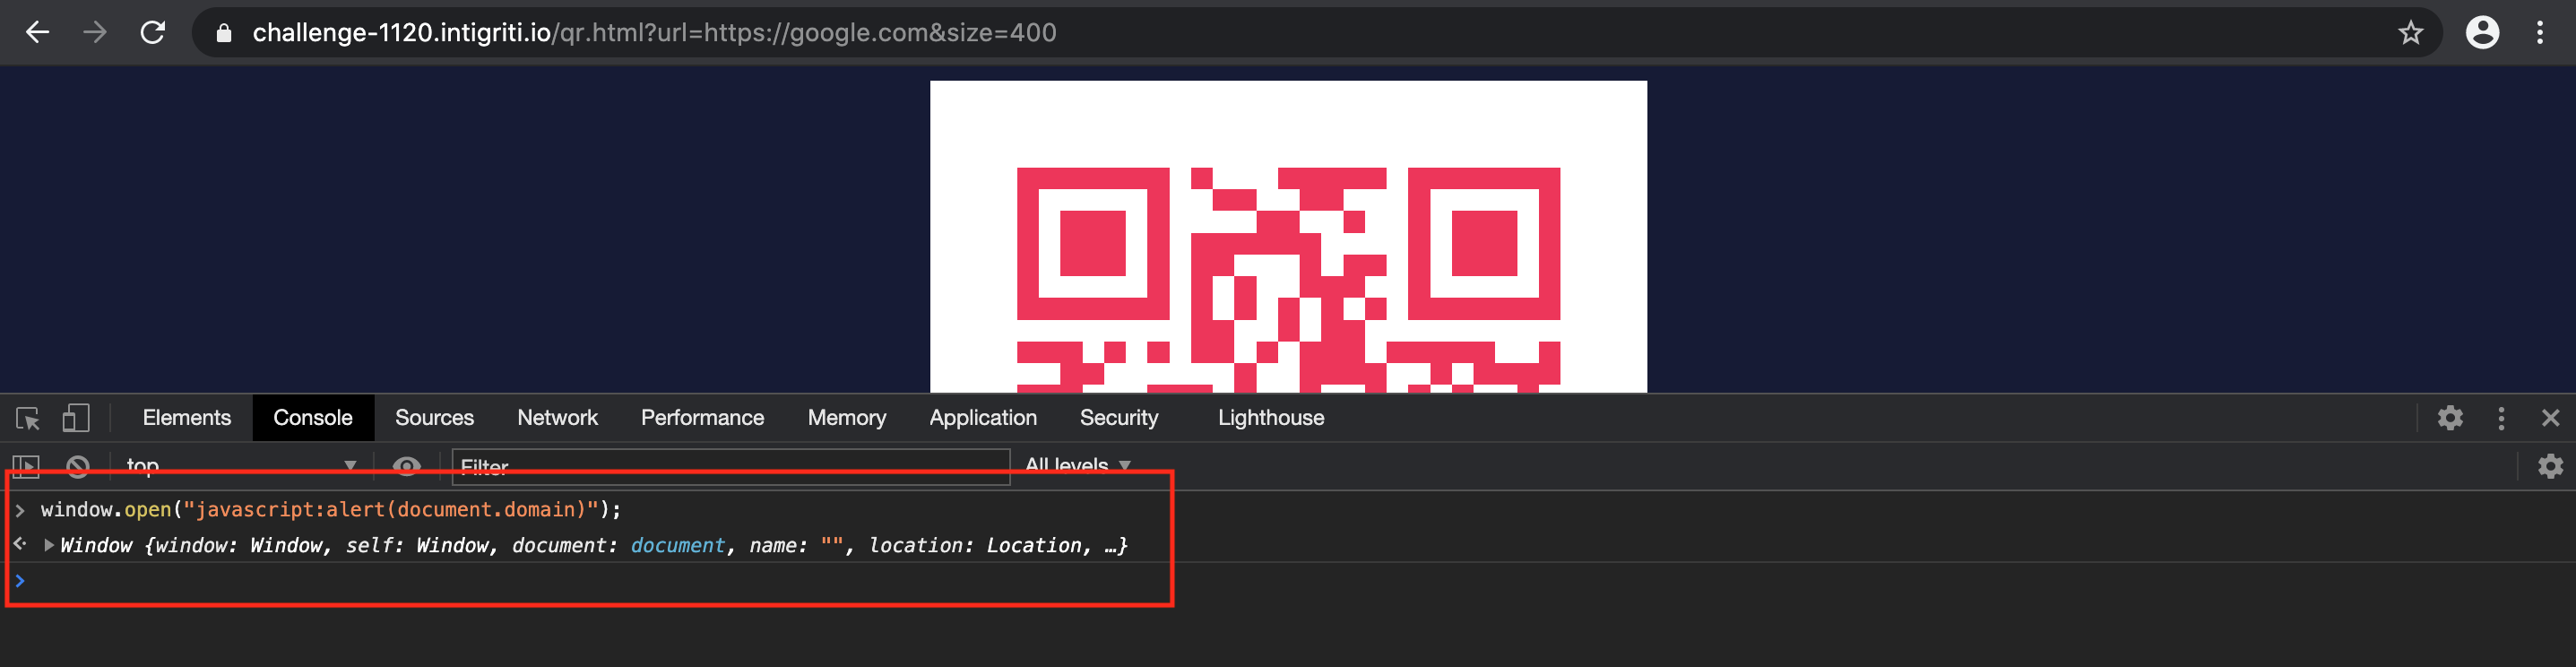 challenge-1120.intigriti.io/qr.html?url=https://google.com&size=400
Elements Console Sources Network Performance Memory Application Security Lighthouse
top Filter All levels
window.open("javascript:alert(document.domain)");
Window {window: Window, self: Window, document: document, name: "", location: Location, …}